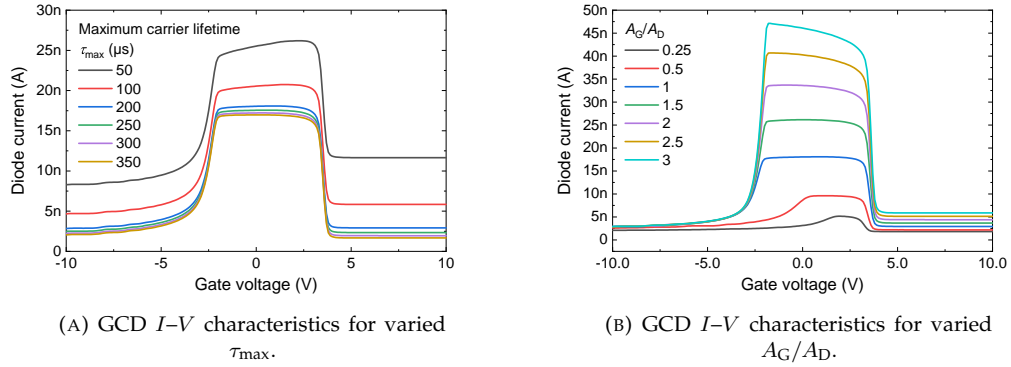 30n
25n
20n
15n
10n
5n
0
Diode current (A)
Maximum carrier lifetime
τmax (μs)
50
100
200
250
300
350
-10
-5
0
5
10
Gate voltage (V)
(A) GCD I–V characteristics for varied
τmax.
50n
45n
40n
35n
30n
25n
20n
15n
10n
5n
0
Diode current (A)
AG/AD
0.25
0.5
1
1.5
2
2.5
3
-10.0
-5.0
0.0
5.0
10.0
Gate voltage (V)
(B) GCD I–V characteristics for varied
AG/AD.